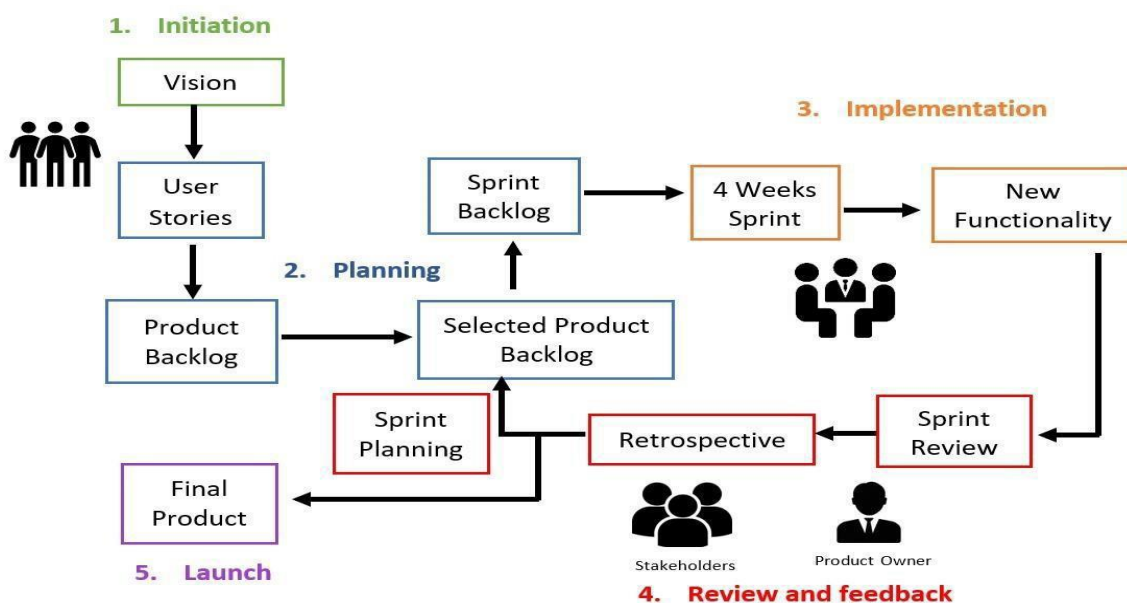 1. Initiation
Vision
User
Stories
2. Planning
Product
Backlog
Selected Product
Backlog
Sprint
Backlog
3. Implementation
4 Weeks
Sprint
New
Functionality
Sprint
Review
Retrospective
Sprint
Planning
Stakeholders
Product Owner
4. Review and feedback
Final
Product
5. Launch